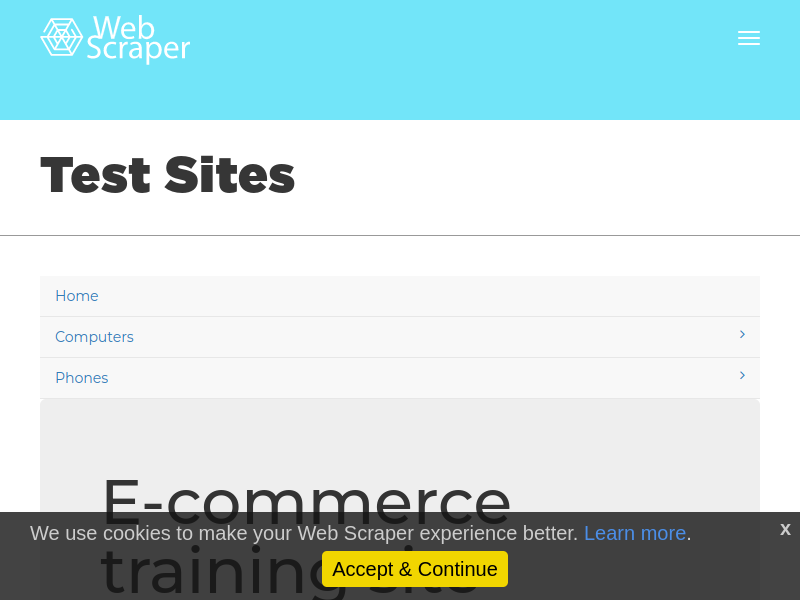 Web
Scraper
Test Sites
Home
Computers
Phones
E-commerce
training site
We use cookies to make your Web Scraper experience better. Learn more.
x
Accept & Continue